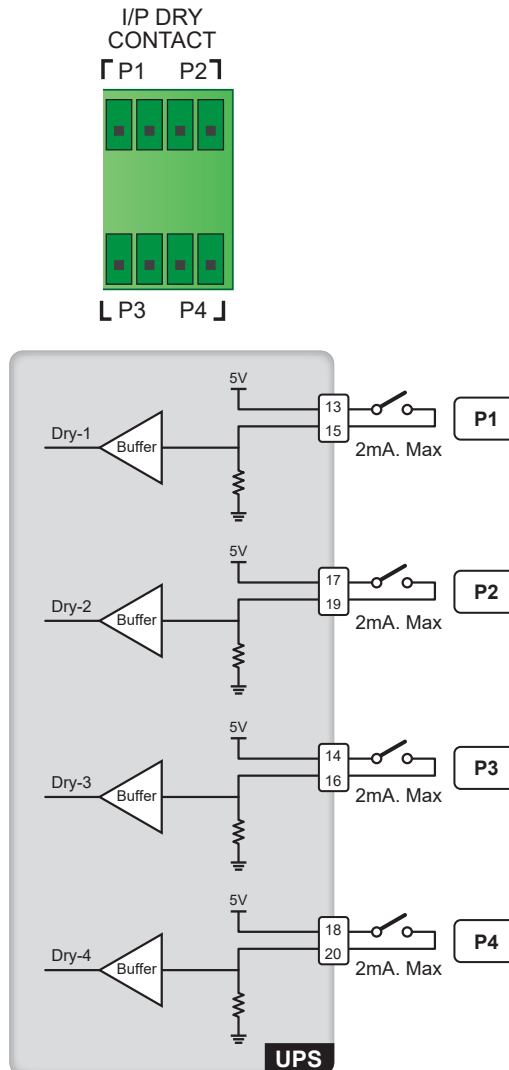 I/P DRY
CONTACT
P1 P2
P3 P4
5V
13
Dry-1
Buffer
15
2mA. Max
P1
5V
17
Dry-2
Buffer
19
2mA. Max
P2
5V
14
Dry-3
Buffer
16
2mA. Max
P3
5V
18
Dry-4
Buffer
20
2mA. Max
P4
UPS